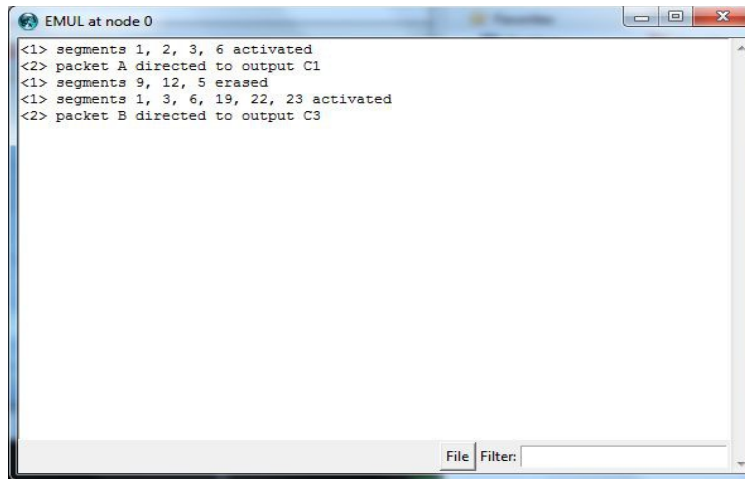 EMUL at node 0
Favorites
<1> segments 1, 2, 3, 6 activated
<2> packet A directed to output C1
<1> segments 9, 12, 5 erased
<1> segments 1, 3, 6, 19, 22, 23 activated
<2> packet B directed to output C3
File Filter: